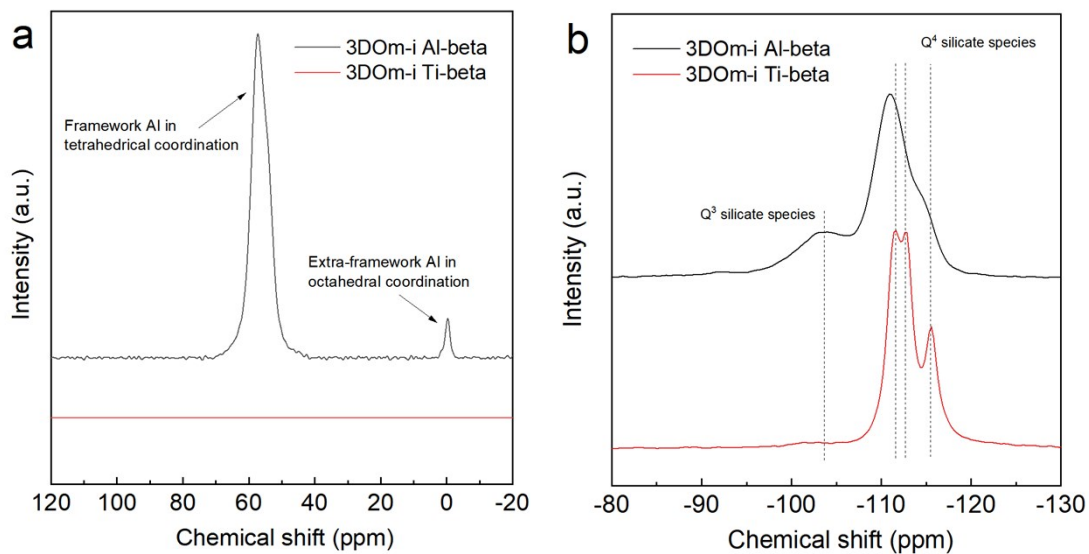 a
3DOm-i Al-beta
3DOm-i Ti-beta
Framework Al in
tetrahedrical coordination
Extra-framework Al in
octahedral coordination
Intensity (a.u.)
120 100 80 60 40 20 0 -20
Chemical shift (ppm)
b
3DOm-i Al-beta
3DOm-i Ti-beta
Q⁴ silicate species
Q³ silicate species
Intensity (a.u.)
-80 -90 -100 -110 -120 -130
Chemical shift (ppm)